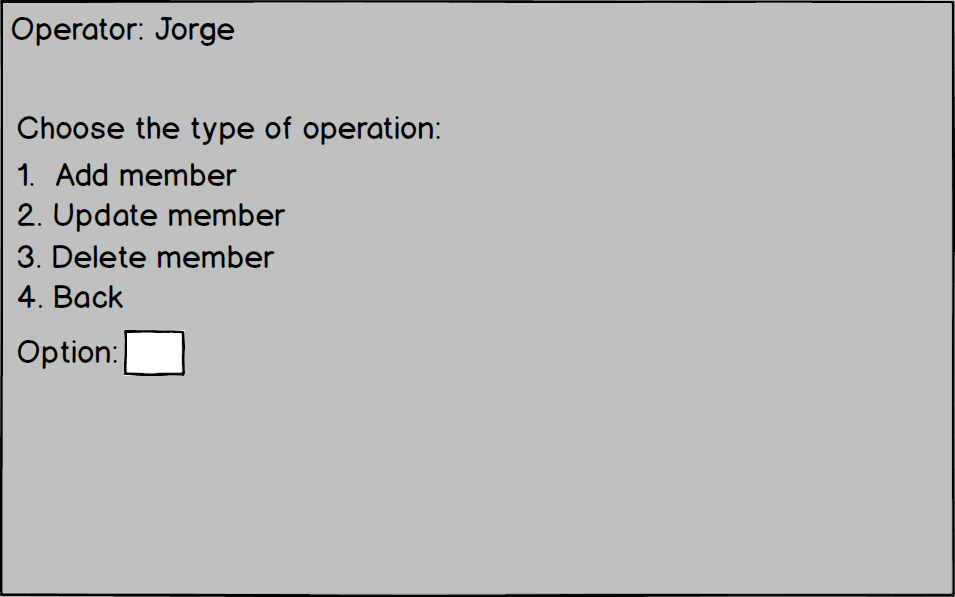 Operator: Jorge
Choose the type of operation:
1. Add member
2. Update member
3. Delete member
4. Back
Option: